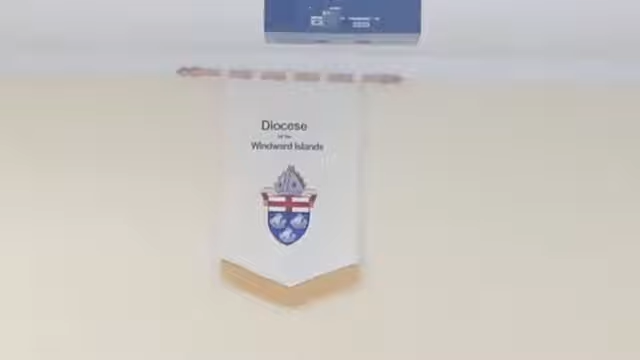 Diocese
of the
Windward Islands